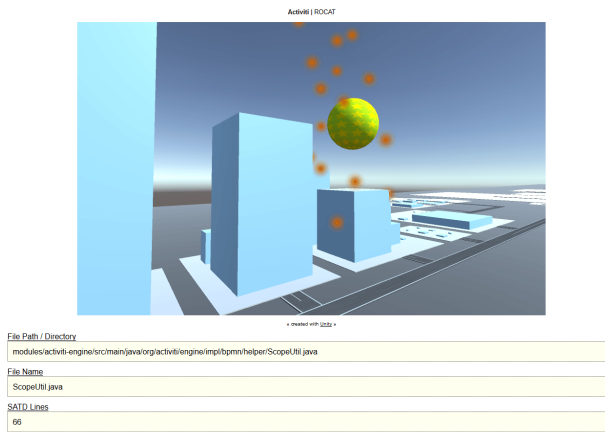 Activiti | ROCAT
« created with Unity »
File Path / Directory
modules/activiti-engine/src/main/java/org/activiti/engine/impl/bpmn/helper/ScopeUtil.java
File Name
ScopeUtil.java
SATD Lines
66